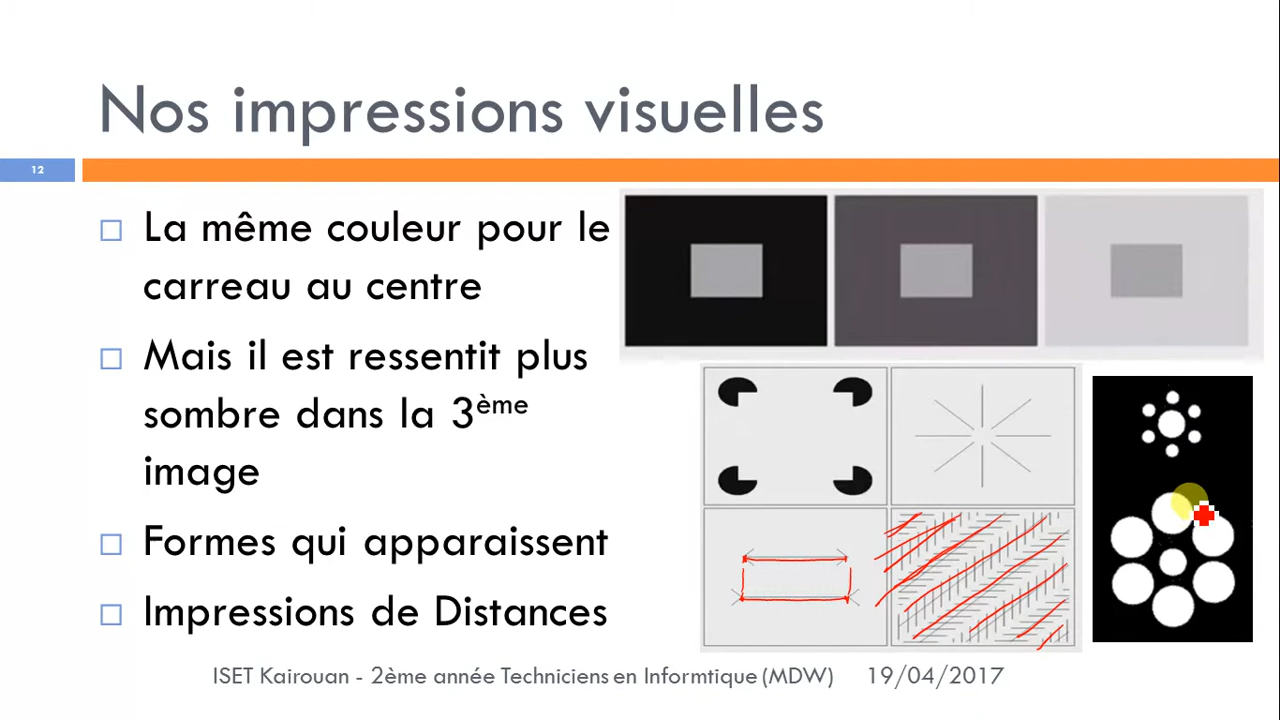 Nos impressions visuelles
12
La même couleur pour le
carreau au centre
Mais il est ressentit plus
sombre dans la 3ème
image
Formes qui apparaissent
Impressions de Distances
ISET Kairouan - 2ème année Techniciens en Informtique (MDW) 19/04/2017